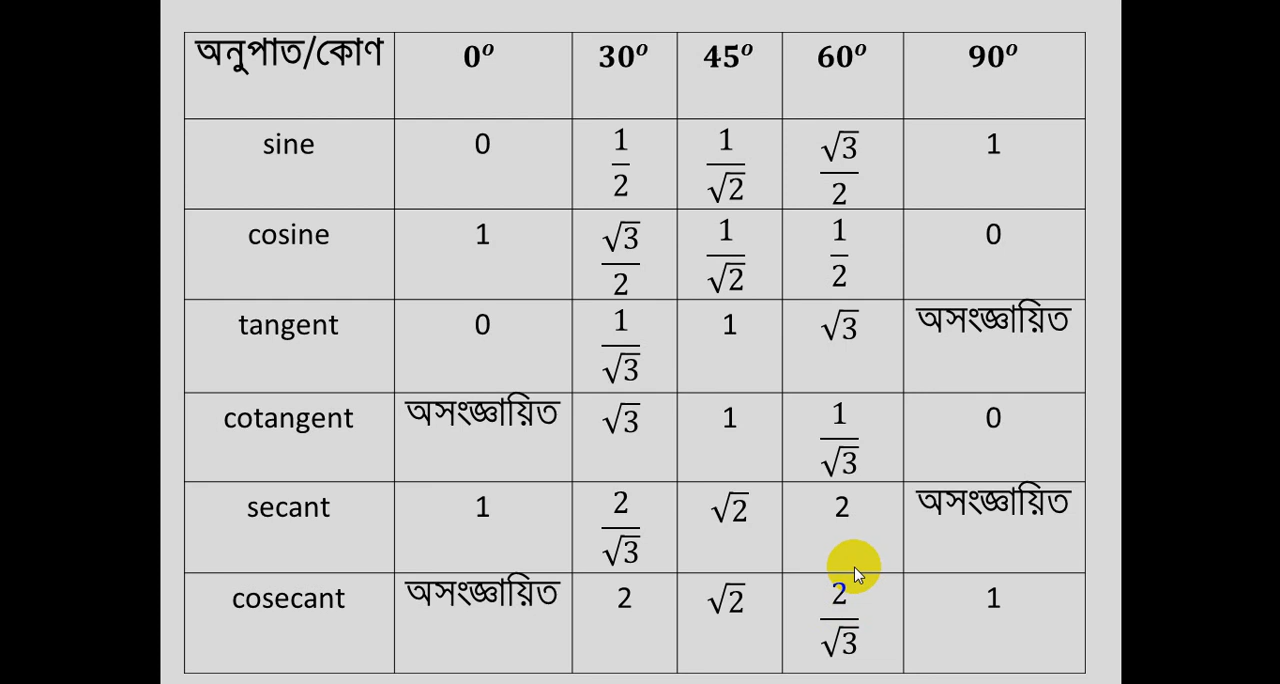 অনুপাত/কোণ 0° 30° 45° 60° 90°
sine 0 1/2 1/√2 √3/2 1
cosine 1 √3/2 1/√2 1/2 0
tangent 0 1/√3 1 √3 অসংজ্ঞায়িত
cotangent অসংজ্ঞায়িত √3 1 1/√3 0
secant 1 2/√3 √2 2 অসংজ্ঞায়িত
cosecant অসংজ্ঞায়িত 2 √2 2/√3 1